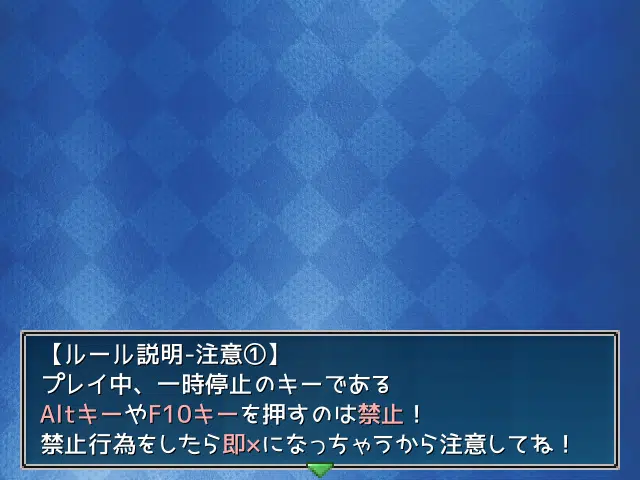 【ルール説明-注意①】
プレイ中、一時停止のキーである
AltキーやF10キーを押すのは禁止！
禁止行為をしたら即×になっちゃうから注意してね！